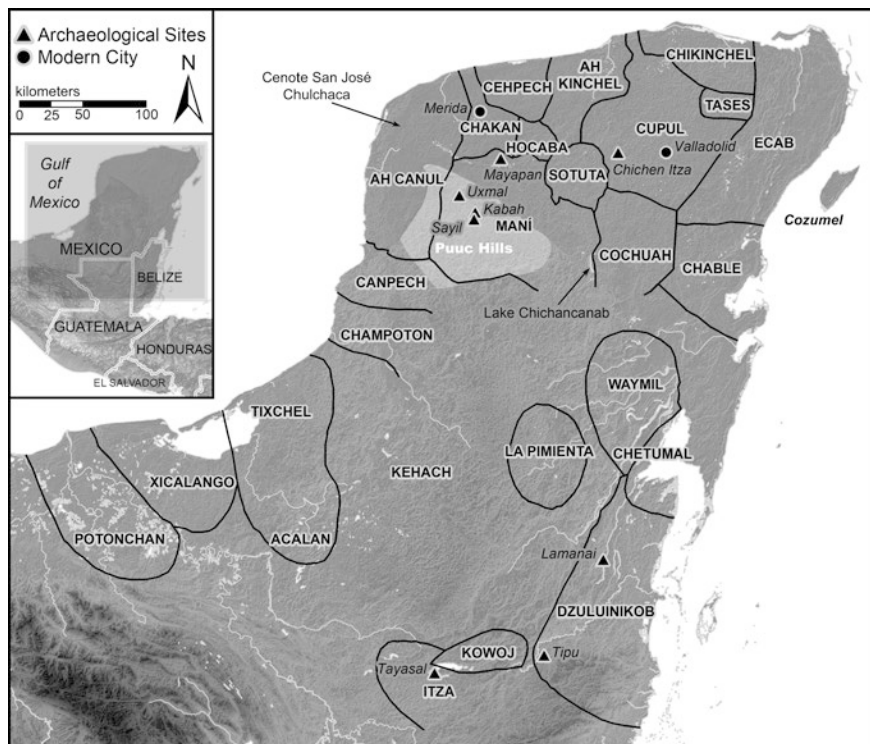 Archaeological Sites
Modern City
N
kilometers
0 25 50 100
Gulf
of
Mexico
MEXICO
BELIZE
GUATEMALA
HONDURAS
EL SALVADOR
Cenote San José
Chulchaca
CHIKINCHEL
AH
KINCHEL
CEHPECH
TASES
Merida
CHAKAN
CUPUL
ECAB
HOCABA
Valladolid
Mayapan
Chichen Itza
AH CANUL
SOTUTA
Uxmal
Kabah
Cozumel
Sayil
MANÍ
Puuc Hills
COCHUAH
CHABLE
CANPECH
Lake Chichancanab
CHAMPOTON
WAYMIL
TIXCHEL
LA PIMIENTA
CHETUMAL
KEHACH
XICALANGO
POTONCHAN
ACALAN
Lamanai
DZULUINIKOB
KOWOJ
Tipu
Tayasal
ITZA